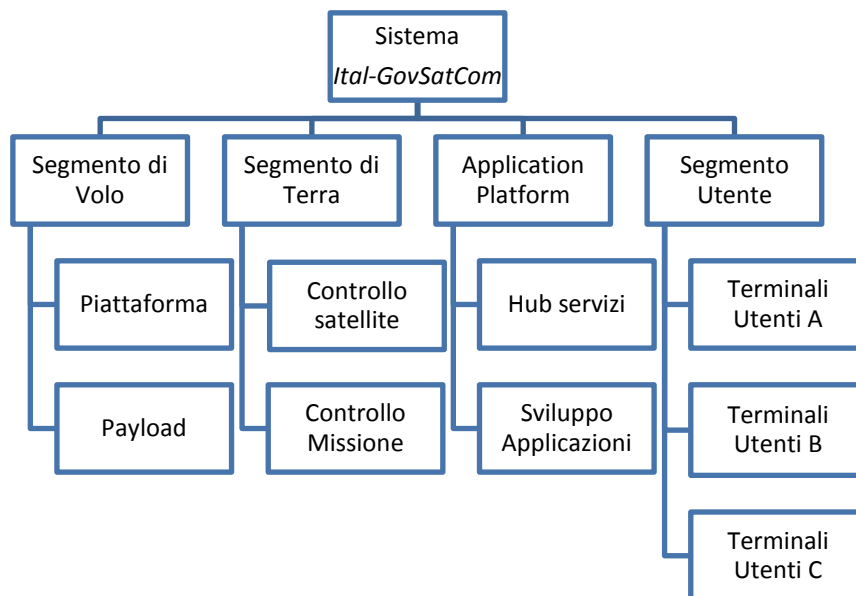 Sistema
Ital-GovSatCom
Segmento di
Volo
Segmento di
Terra
Application
Platform
Segmento
Utente
Piattaforma
Controllo
satellite
Hub servizi
Terminali
Utenti A
Payload
Controllo
Missione
Sviluppo
Applicazioni
Terminali
Utenti B
Terminali
Utenti C